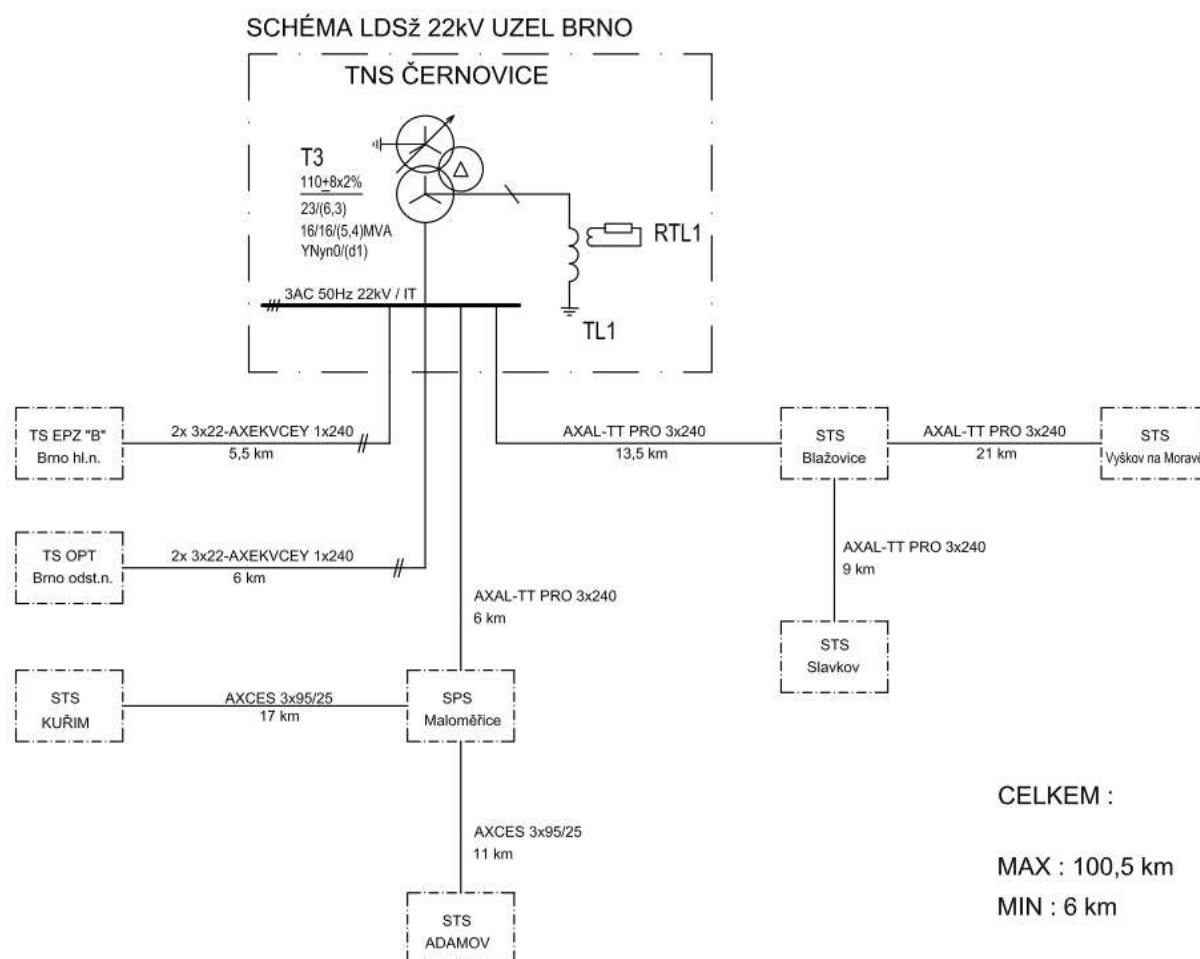 SCHÉMA LDSž 22kV UZEL BRNO
TNS ČERNOVICE
T3
110±8x2%
23/(6,3)
16/16/(5,4)MVA
YNyn0/(d1)
RTL1
TL1
3AC 50Hz 22kV / IT
TS EPZ "B"
Brno hl.n.
2x 3x22-AXEKVCEY 1x240
5,5 km
AXAL-TT PRO 3x240
13,5 km
STS
Blažovice
AXAL-TT PRO 3x240
21 km
STS
Vyškov na Moravě
TS OPT
Brno odst.n.
2x 3x22-AXEKVCEY 1x240
6 km
AXAL-TT PRO 3x240
9 km
AXAL-TT PRO 3x240
6 km
STS
Slavkov
STS
KUŘIM
AXCES 3x95/25
17 km
SPS
Maloměřice
AXCES 3x95/25
11 km
STS
ADAMOV
CELKEM :
MAX : 100,5 km
MIN : 6 km